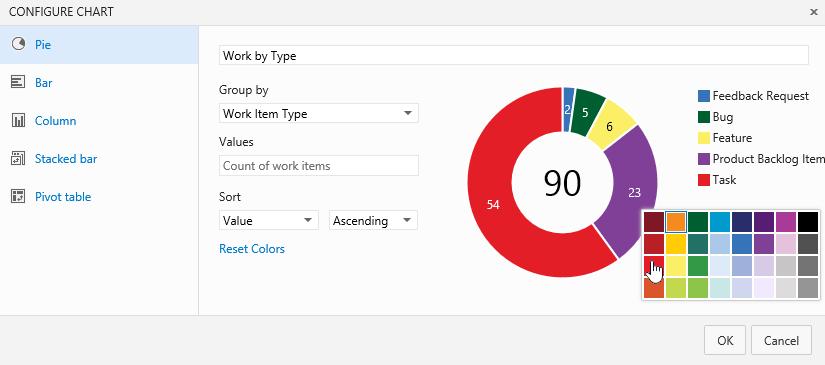 CONFIGURE CHART
×
Pie
Bar
Column
Stacked bar
Pivot table
Work by Type
Group by
Work Item Type
Values
Count of work items
Sort
Value
Ascending
Reset Colors
2
5
6
23
54
90
Feedback Request
Bug
Feature
Product Backlog Item
Task
OK
Cancel